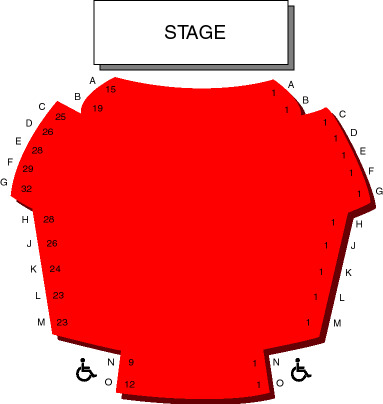 STAGE
A 15 1 A
B 19 1 B
C 25 1 C
D 26 1 D
E 28 1 E
F 29 1 F
G 32 1 G
H 28 1 H
J 26 1 J
K 24 1 K
L 23 1 L
M 23 1 M
N 9 1 N
O 12 1 O